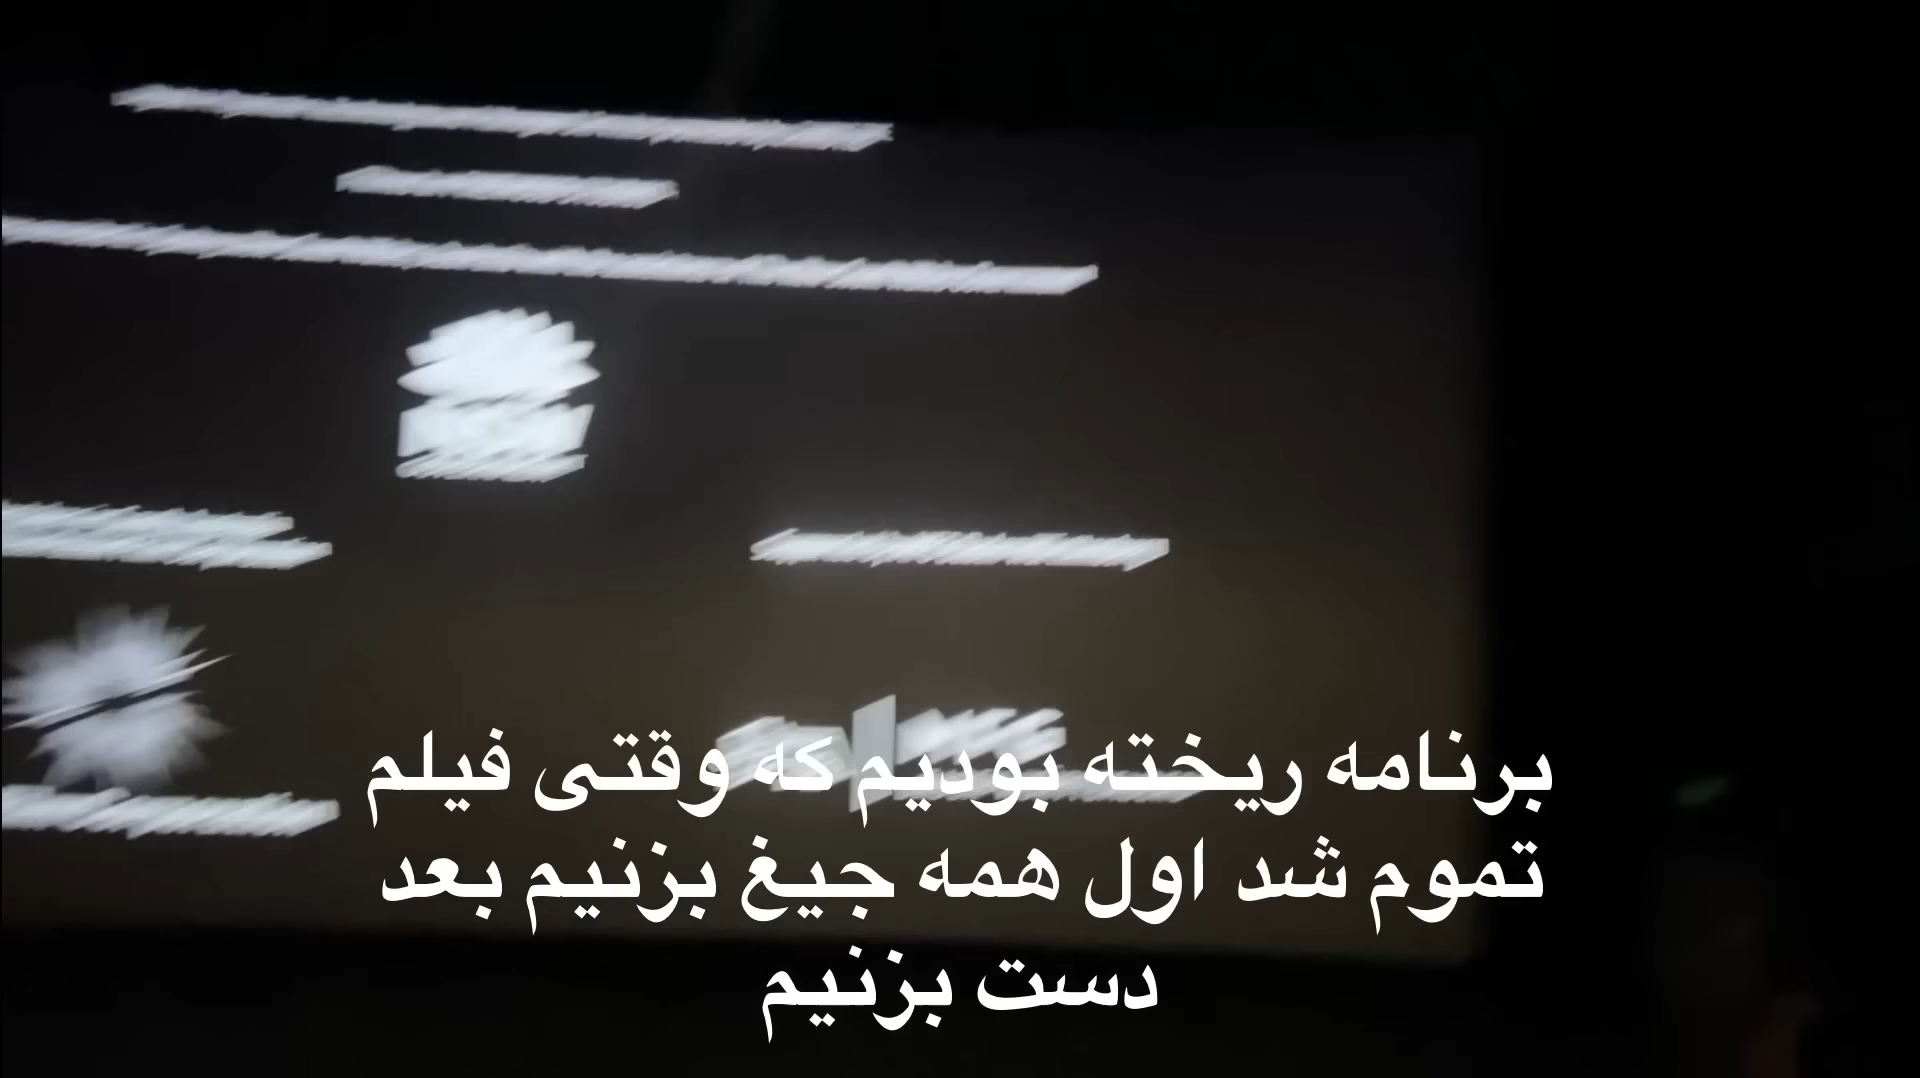 برنامه ریخته بودیم که وقتی فیلم
تموم شد اول همه جیغ بزنیم بعد
دست بزنیم